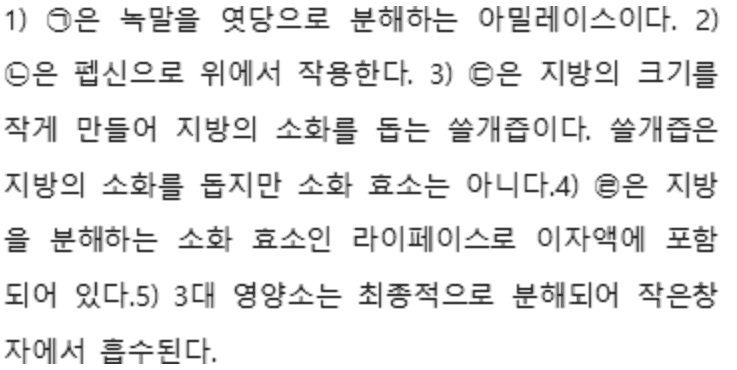 1) ㉠은 녹말을 엿당으로 분해하는 아밀레이스이다. 2)
㉡은 펩신으로 위에서 작용한다. 3) ㉢은 지방의 크기를
작게 만들어 지방의 소화를 돕는 쓸개즙이다. 쓸개즙은
지방의 소화를 돕지만 소화 효소는 아니다.4) ㉣은 지방
을 분해하는 소화 효소인 라이페이스로 이자액에 포함
되어 있다.5) 3대 영양소는 최종적으로 분해되어 작은창
자에서 흡수된다.